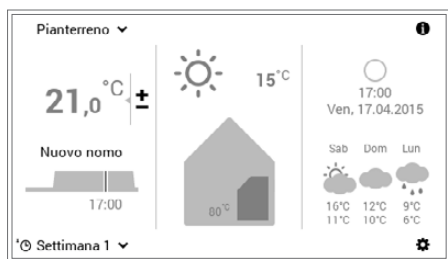 Pianterreno
21,0 °C ±
15°C
17:00
Ven, 17.04.2015
Nuovo nomo
17:00
80°C
Sab Dom Lun
16°C 12°C 9°C
11°C 10°C 6°C
Settimana 1